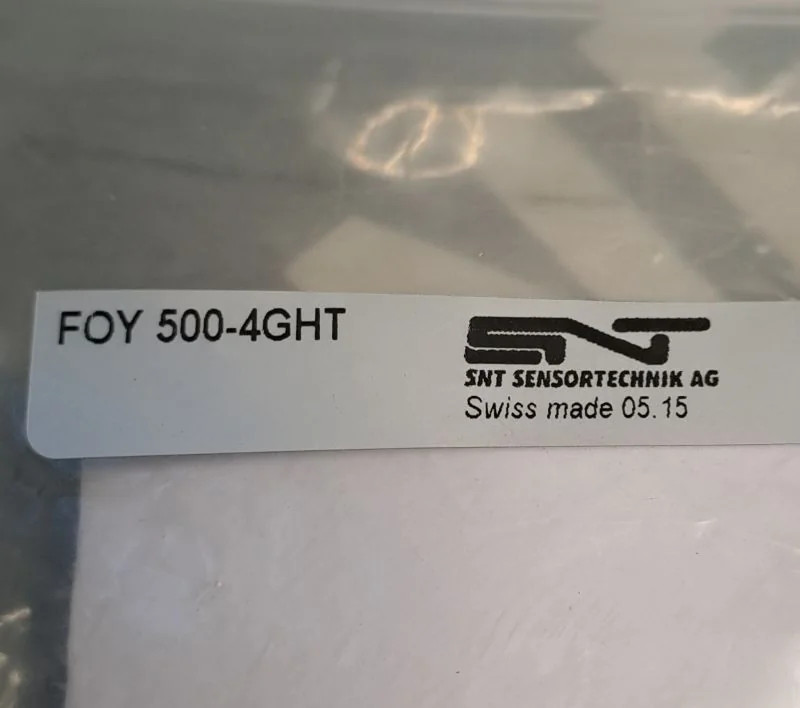 FOY 500-4GHT
SNT
SNT SENSORTECHNIK AG
Swiss made 05.15